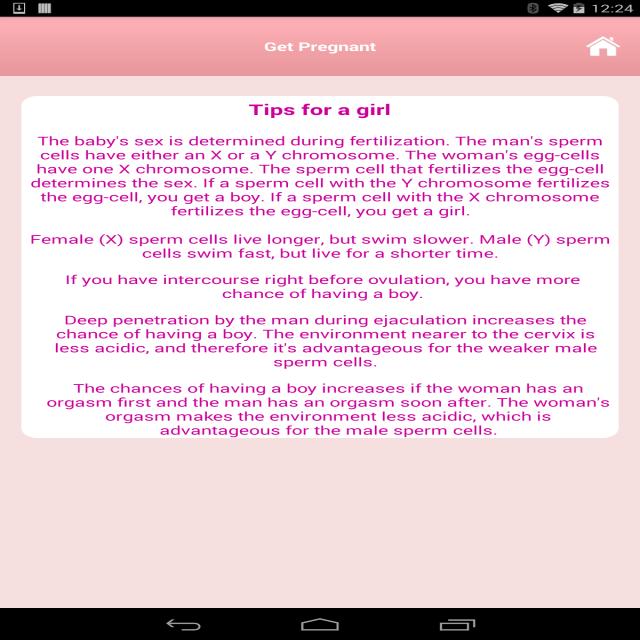 12:24
Get Pregnant
Tips for a girl
The baby's sex is determined during fertilization. The man's sperm
cells have either an X or a Y chromosome. The woman's egg-cells
have one X chromosome. The sperm cell that fertilizes the egg-cell
determines the sex. If a sperm cell with the Y chromosome fertilizes
the egg-cell, you get a boy. If a sperm cell with the X chromosome
fertilizes the egg-cell, you get a girl.
Female (X) sperm cells live longer, but swim slower. Male (Y) sperm
cells swim fast, but live for a shorter time.
If you have intercourse right before ovulation, you have more
chance of having a boy.
Deep penetration by the man during ejaculation increases the
chance of having a boy. The environment nearer to the cervix is
less acidic, and therefore it's advantageous for the weaker male
sperm cells.
The chances of having a boy increases if the woman has an
orgasm first and the man has an orgasm soon after. The woman's
orgasm makes the environment less acidic, which is
advantageous for the male sperm cells.